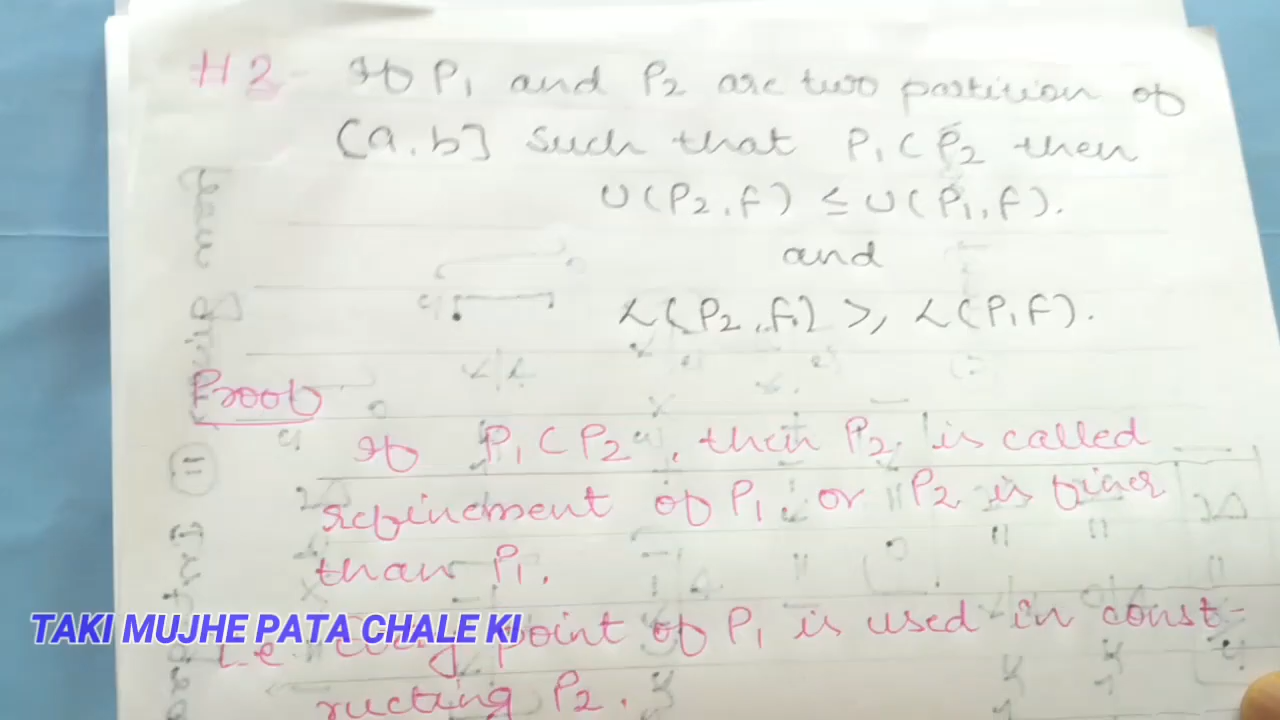 H2- If P₁ and P₂ are two partition of
[a,b] such that P₁ ⊂ P₂ then
U(P₂,f) ≤ U(P₁,f).
and
L(P₂,f) ≥, L(P₁f).
Proof
If P₁ ⊂ P₂, then P₂ is called
refinement of P₁ or P₂ is finer
than P₁.
i.e. every point of P₁ is used in const-
ructing P₂.
TAKI MUJHE PATA CHALE KI